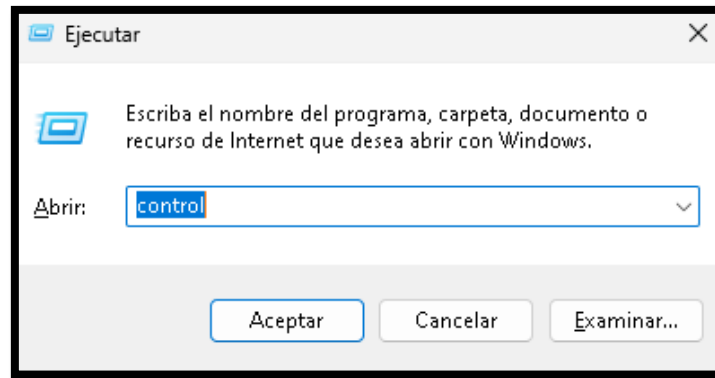 Ejecutar
Escriba el nombre del programa, carpeta, documento o
recurso de Internet que desea abrir con Windows.
Abrir: control
Aceptar Cancelar Examinar...